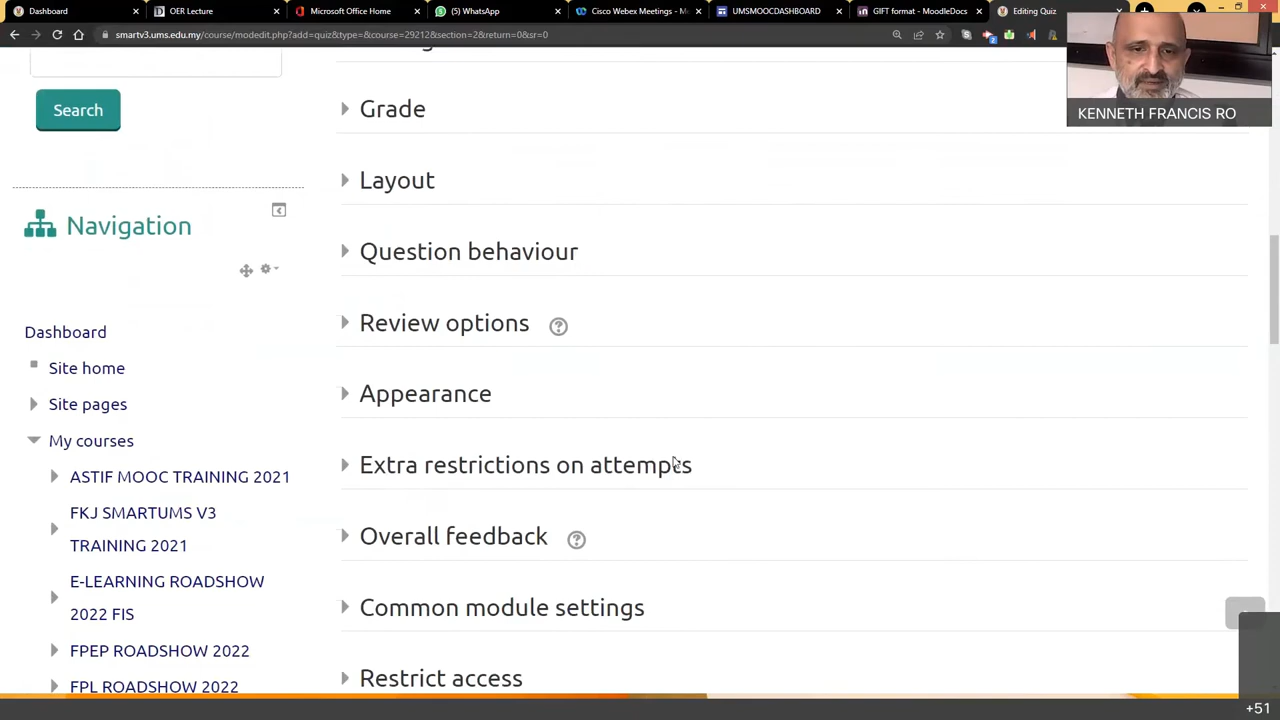 Dashboard
OER Lecture
Microsoft Office Home
(5) WhatsApp
Cisco Webex Meetings - M
UMSMOOCDASHBOARD
GIFT format - MoodleDocs
Editing Quiz
smartv3.ums.edu.my/course/modedit.php?add=quiz&type=&course=29212&section=2&return=0&sr=0
KENNETH FRANCIS RO
Search
Navigation
Dashboard
Site home
Site pages
My courses
ASTIF MOOC TRAINING 2021
FKJ SMARTUMS V3
TRAINING 2021
E-LEARNING ROADSHOW
2022 FIS
FPEP ROADSHOW 2022
FPL ROADSHOW 2022
Grade
Layout
Question behaviour
Review options
Appearance
Extra restrictions on attempts
Overall feedback
Common module settings
Restrict access
+51